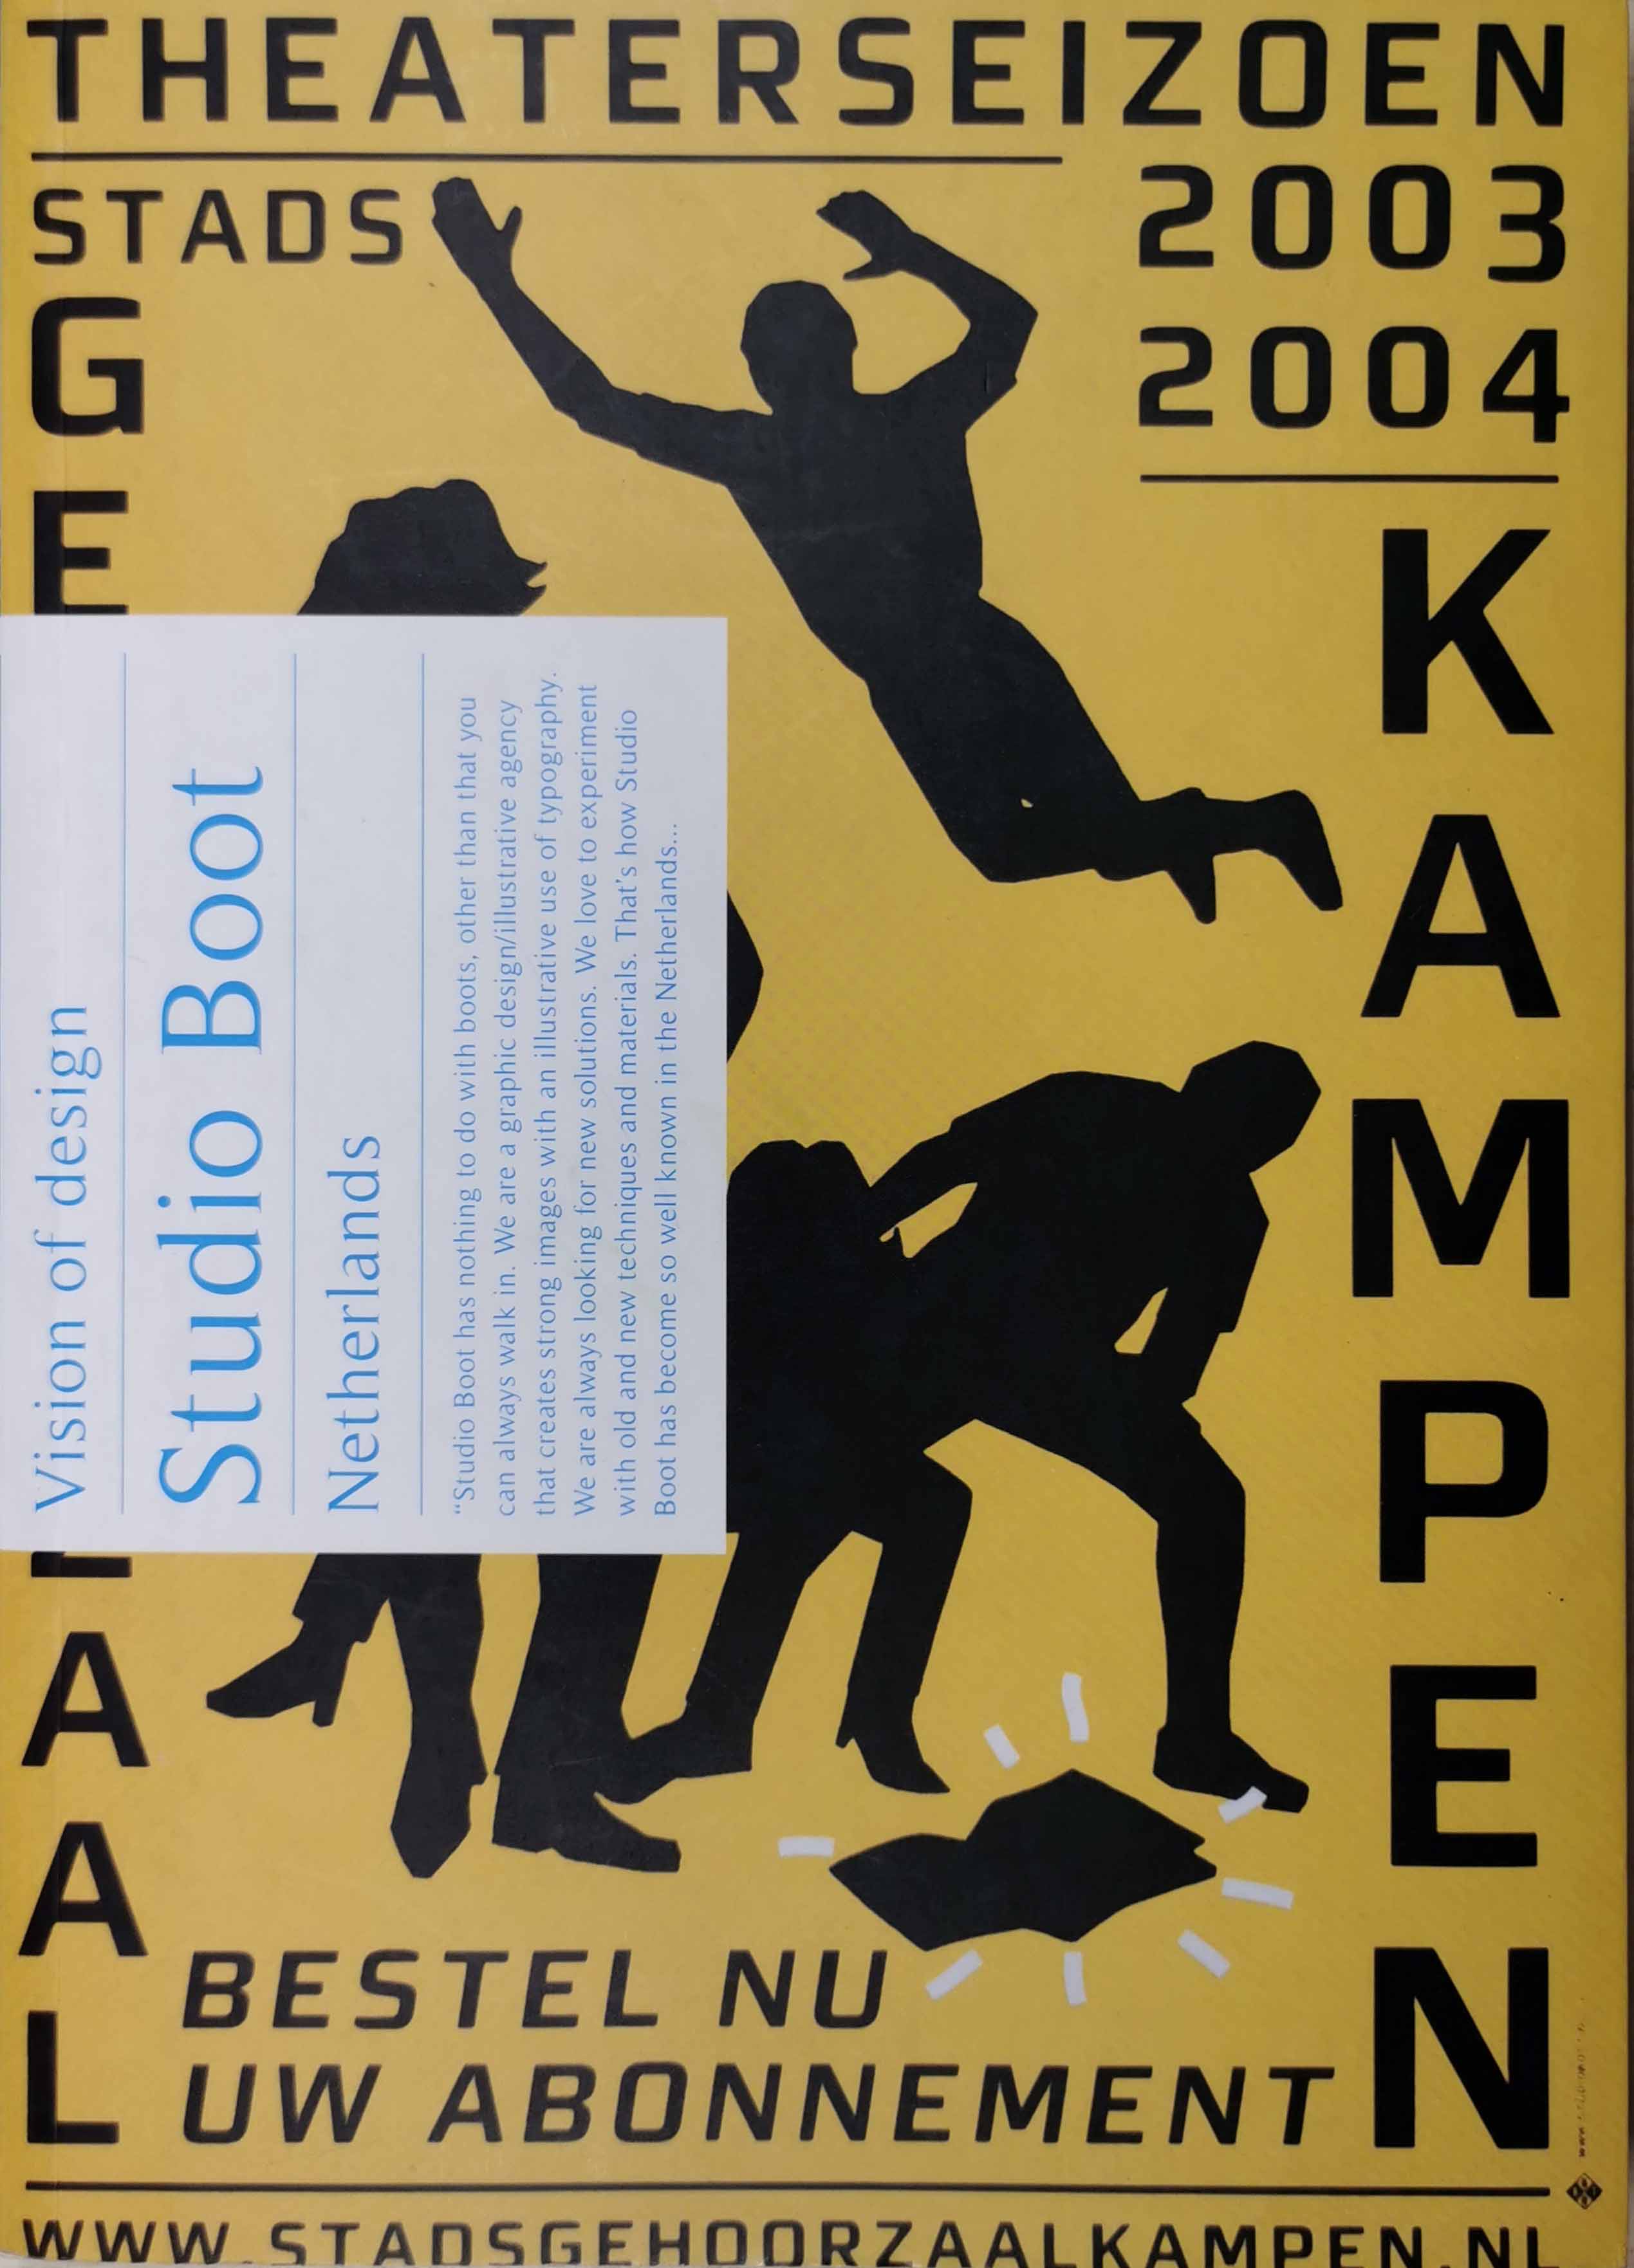 THEATERSEIZOEN
2003
2004
STADS
G
E
A
A
L
KAMPEN
Vision of design
Studio Boot
Netherlands
“Studio Boot has nothing to do with boots, other than that you
can always walk in. We are a graphic design/illustrative agency
that creates strong images with an illustrative use of typography.
We are always looking for new solutions. We love to experiment
with old and new techniques and materials. That's how Studio
Boot has become so well known in the Netherlands...
BESTEL NU
UW ABONNEMENT
WWW.STADSGEHOORZAALKAMPEN.NL